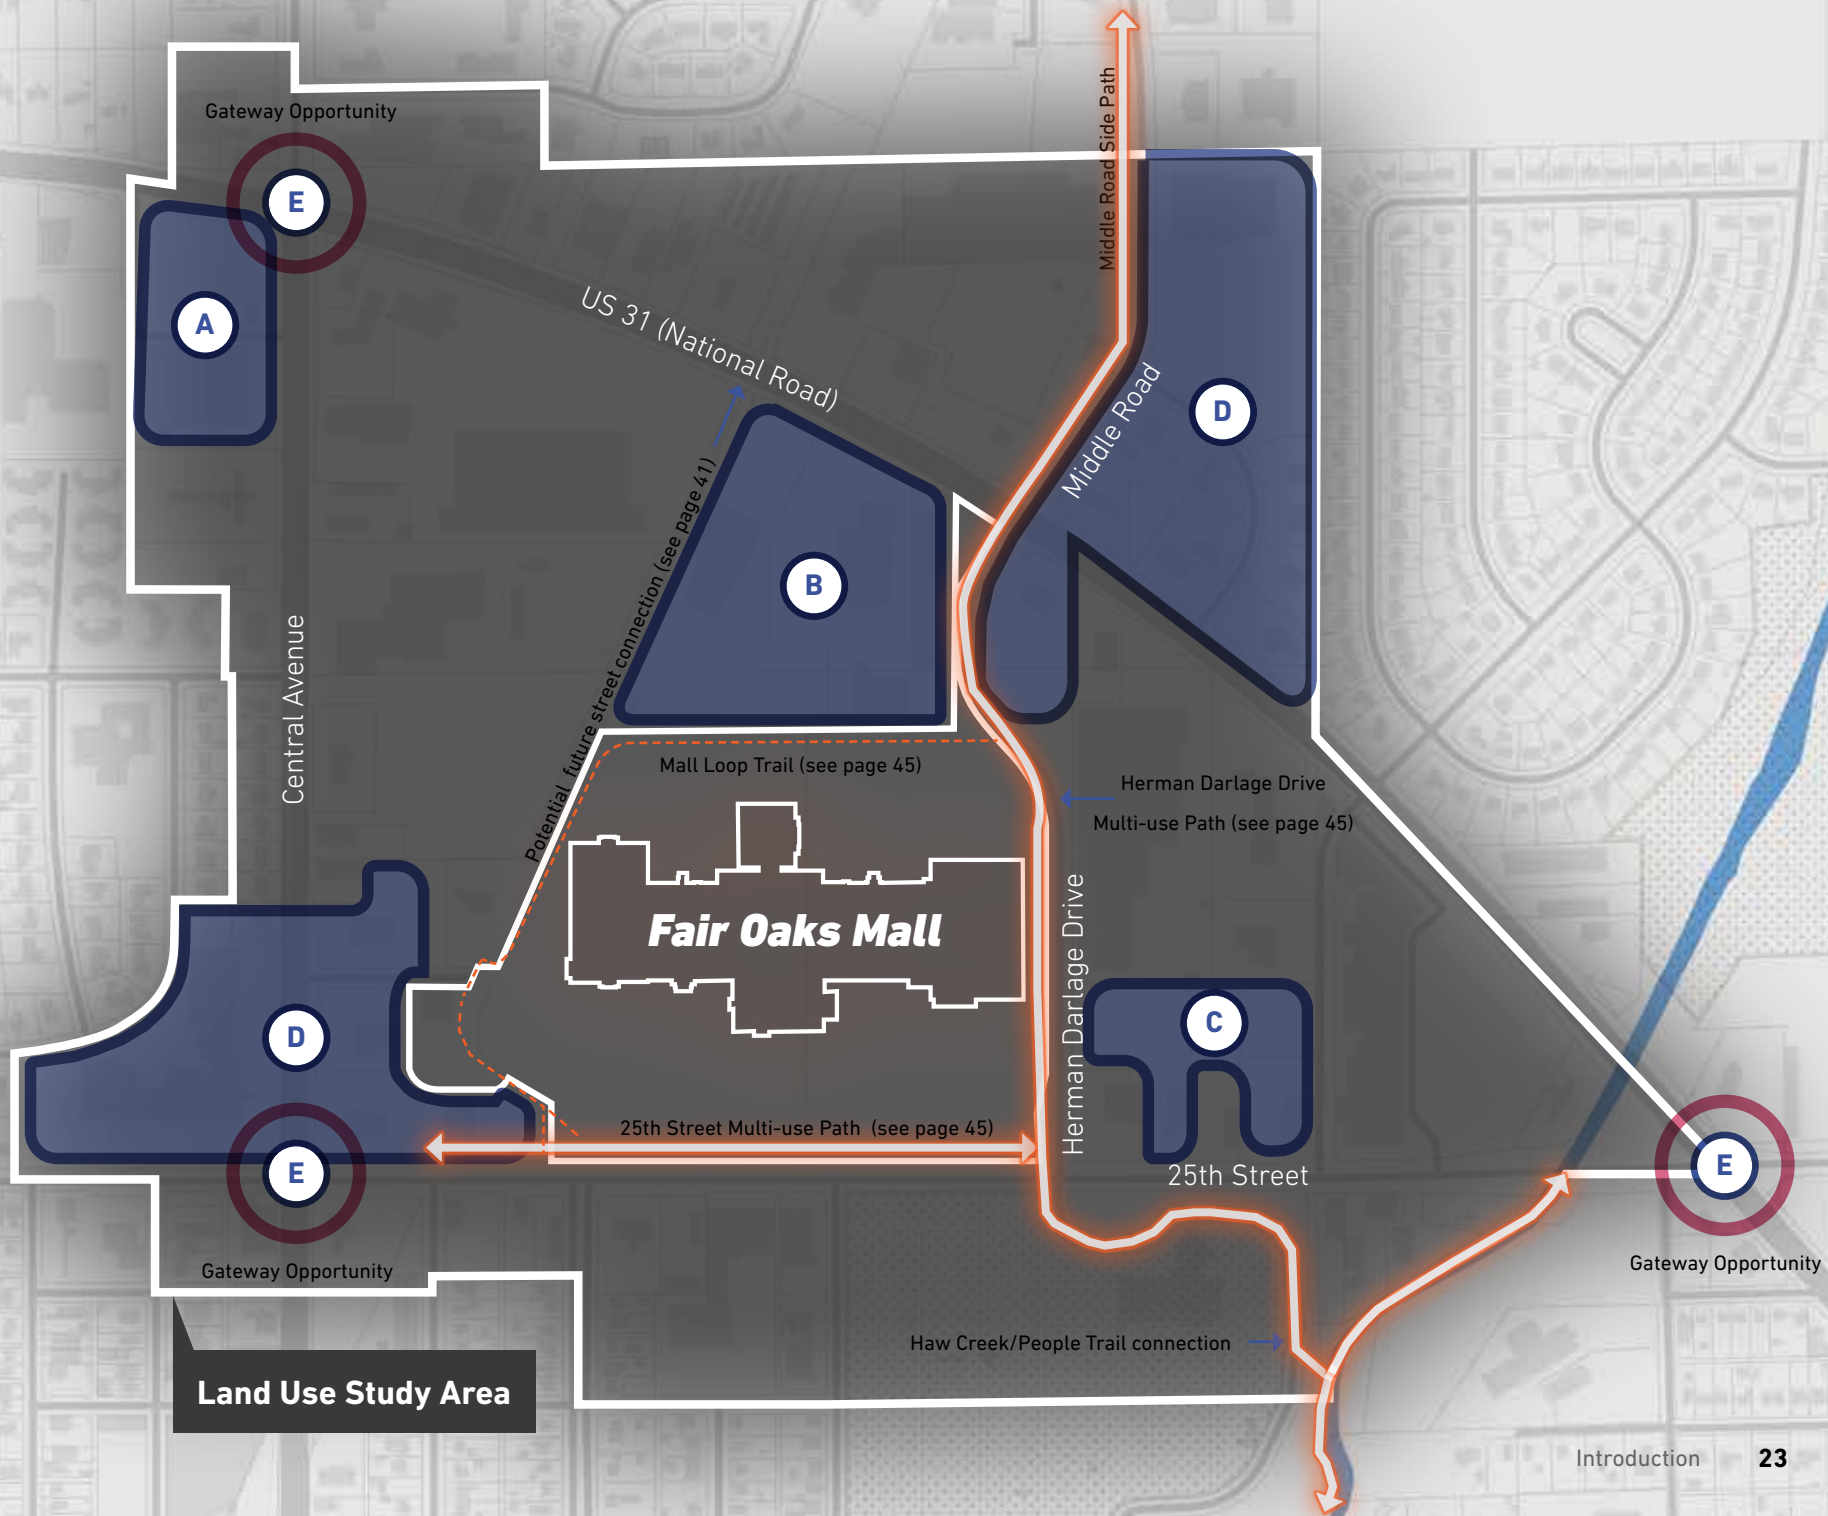 Middle Road Side Path
Gateway Opportunity
E
A
US 31 (National Road)
Middle Road
D
Potential future street connection (see page 41)
B
Central Avenue
Mall Loop Trail (see page 45)
Herman Darlage Drive
Multi-use Path (see page 45)
Fair Oaks Mall
Herman Darlage Drive
C
D
25th Street Multi-use Path (see page 45)
E
25th Street
E
Gateway Opportunity
Gateway Opportunity
Haw Creek/People Trail connection
Land Use Study Area
Introduction 23